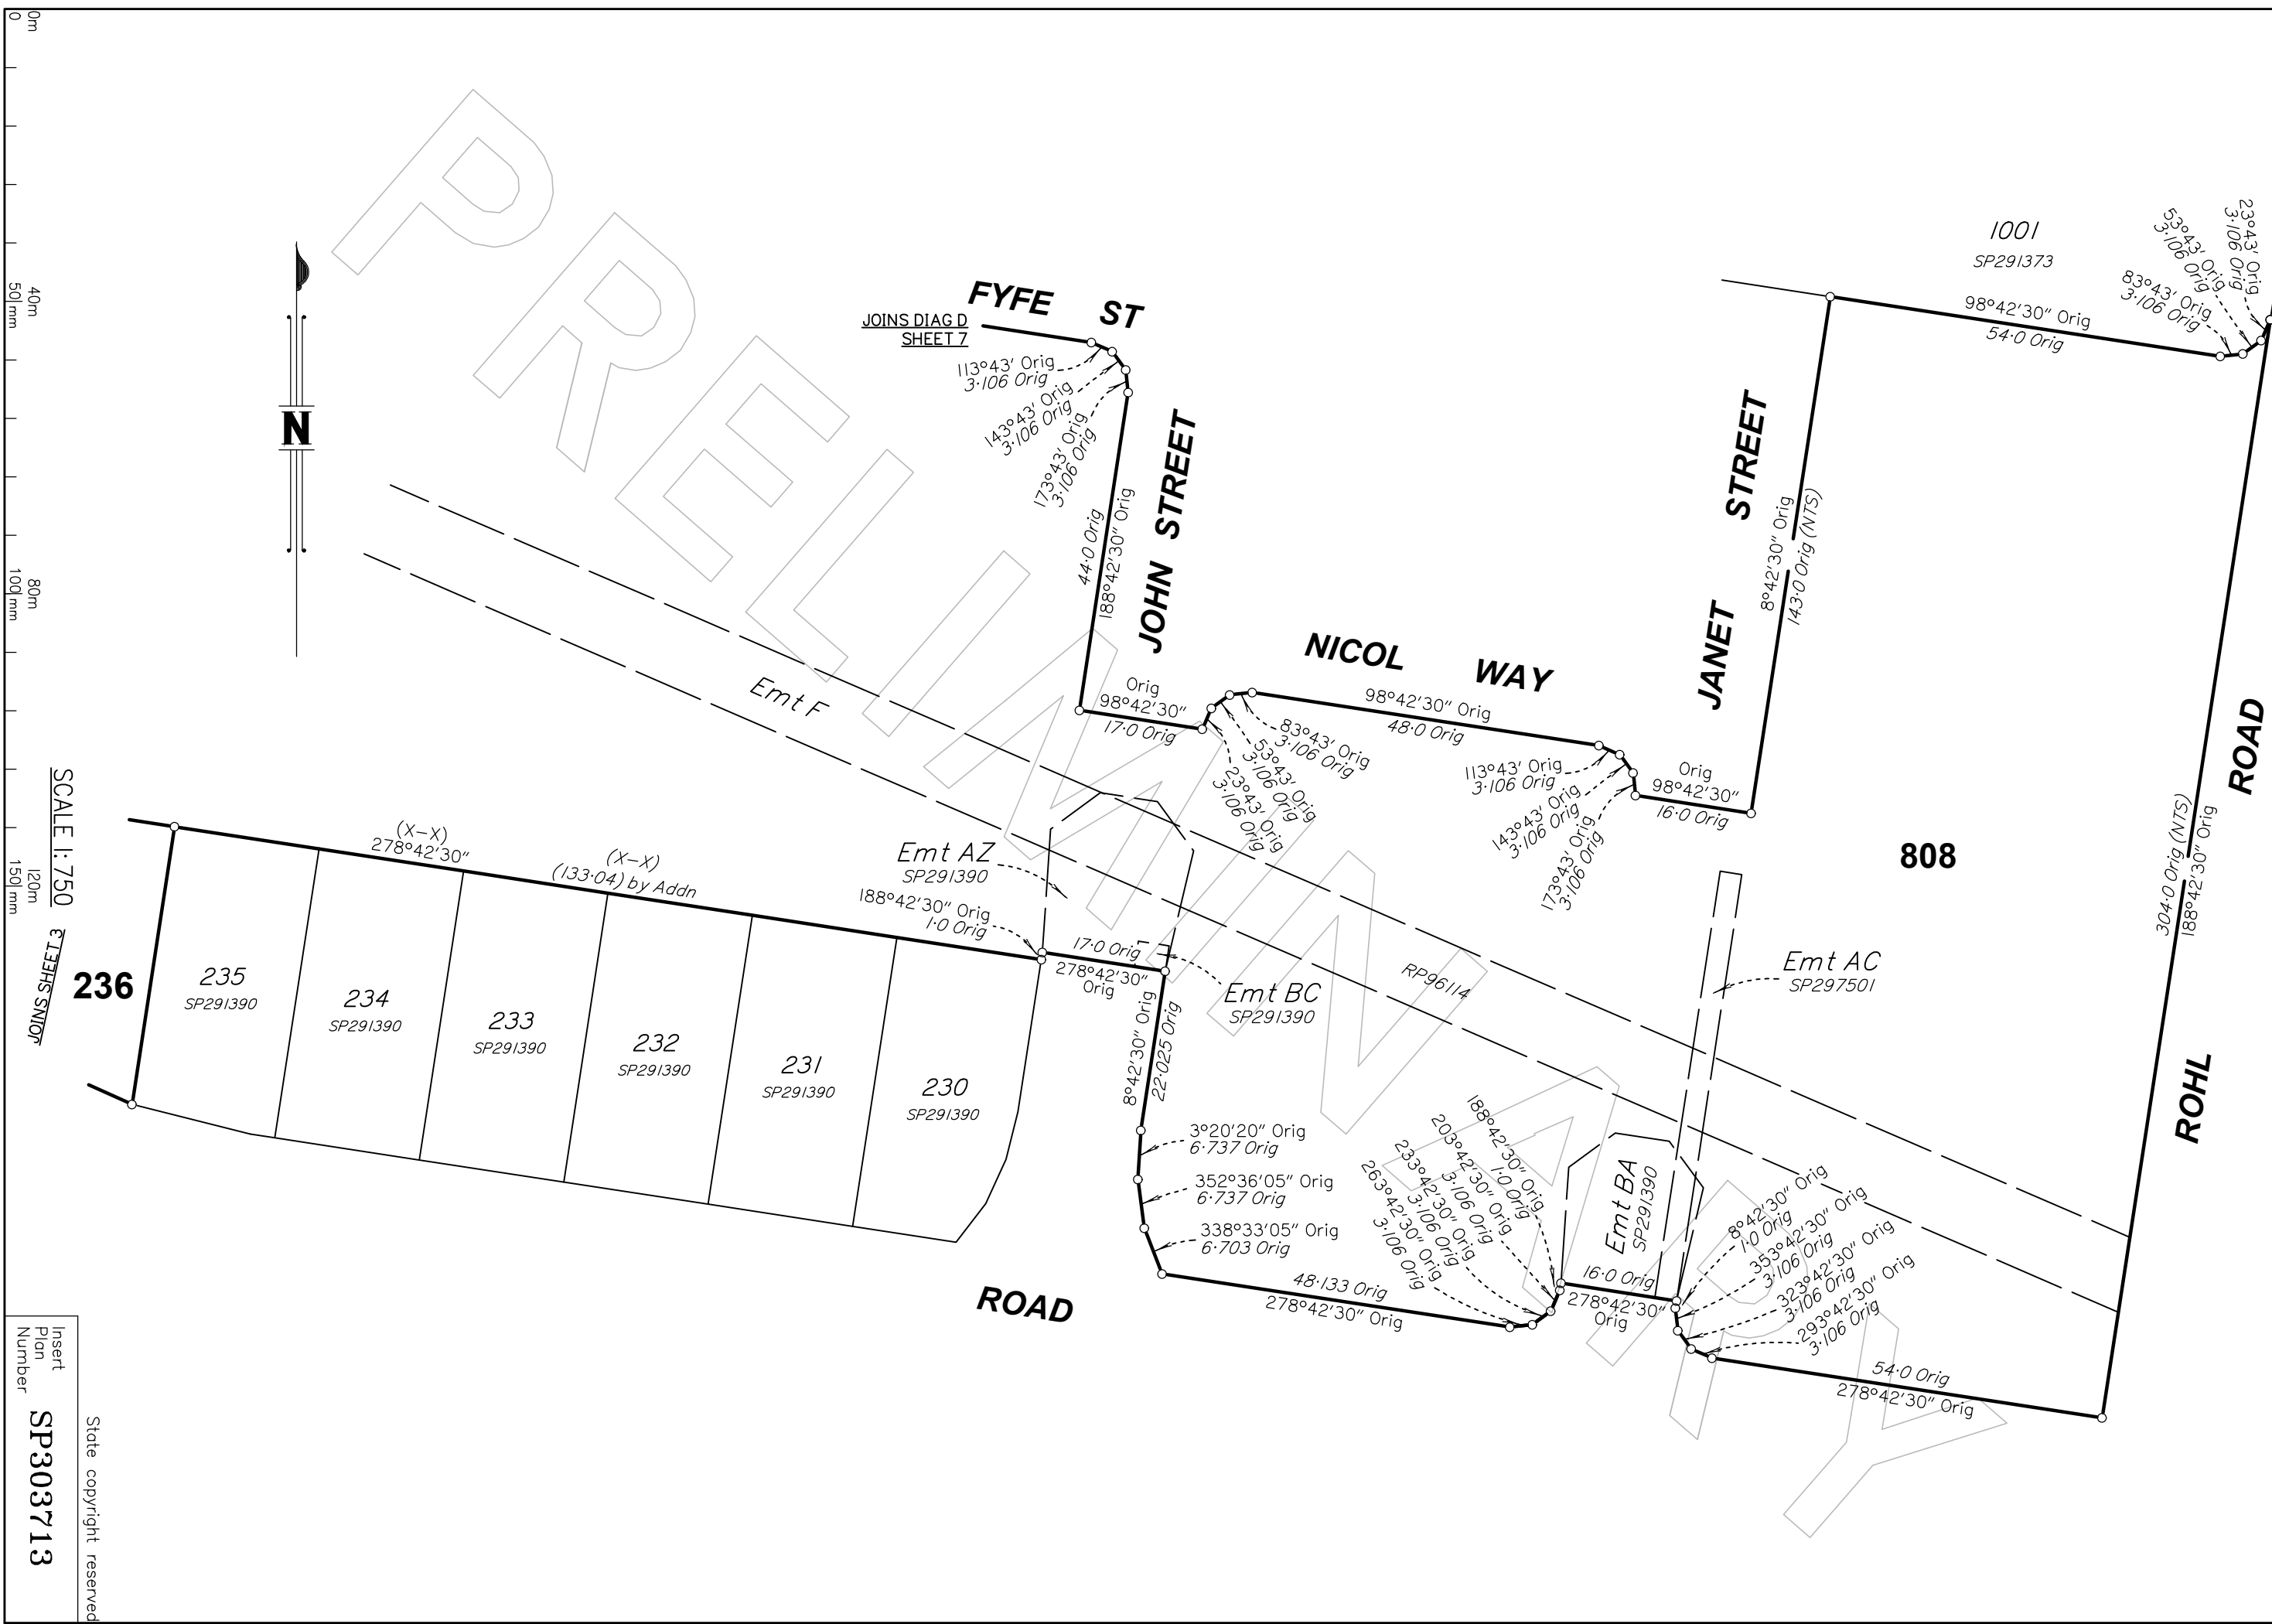 0m
0
40m
50 mm
80m
100 mm
120m
150 mm
SCALE 1: 750
JOINS SHEET 3
N
PRELIMINARY
FYFE ST
JOINS DIAG D
SHEET 7
113°43' Orig
3·106 Orig
143°43' Orig
3·106 Orig
173°43' Orig
3·106 Orig
JOHN STREET
44·0 Orig
188°42'30" Orig
Orig
98°42'30"
17·0 Orig
23°43' Orig
3·106 Orig
53°43' Orig
3·106 Orig
83°43' Orig
3·106 Orig
NICOL WAY
98°42'30" Orig
48·0 Orig
113°43' Orig
3·106 Orig
143°43' Orig
3·106 Orig
173°43' Orig
3·106 Orig
Orig
98°42'30"
16·0 Orig
JANET STREET
8°42'30" Orig
143·0 Orig (NTS)
1001
SP291373
98°42'30" Orig
54·0 Orig
83°43' Orig
3·106 Orig
53°43' Orig
3·106 Orig
23°43' Orig
3·106 Orig
ROHL ROAD
304·0 Orig (NTS)
188°42'30" Orig
808
Emt F
RP96114
Emt AZ
SP291390
188°42'30" Orig
1·0 Orig
17·0 Orig
278°42'30"
Orig
Emt BC
SP291390
Emt AC
SP297501
Emt BA
SP291390
(X-X)
278°42'30"
(X-X)
(133·04) by Addn
236
235
SP291390
234
SP291390
233
SP291390
232
SP291390
231
SP291390
230
SP291390
8°42'30" Orig
22·025 Orig
3°20'20" Orig
6·737 Orig
352°36'05" Orig
6·737 Orig
338°33'05" Orig
6·703 Orig
48·133 Orig
278°42'30" Orig
263°42'30" Orig
3·106 Orig
233°42'30" Orig
3·106 Orig
203°42'30" Orig
3·106 Orig
188°42'30" Orig
1·0 Orig
16·0 Orig
278°42'30"
Orig
8°42'30" Orig
1·0 Orig
353°42'30" Orig
3·106 Orig
323°42'30" Orig
3·106 Orig
293°42'30" Orig
3·106 Orig
54·0 Orig
278°42'30" Orig
ROAD
State copyright reserved
Insert
Plan
Number
SP303713